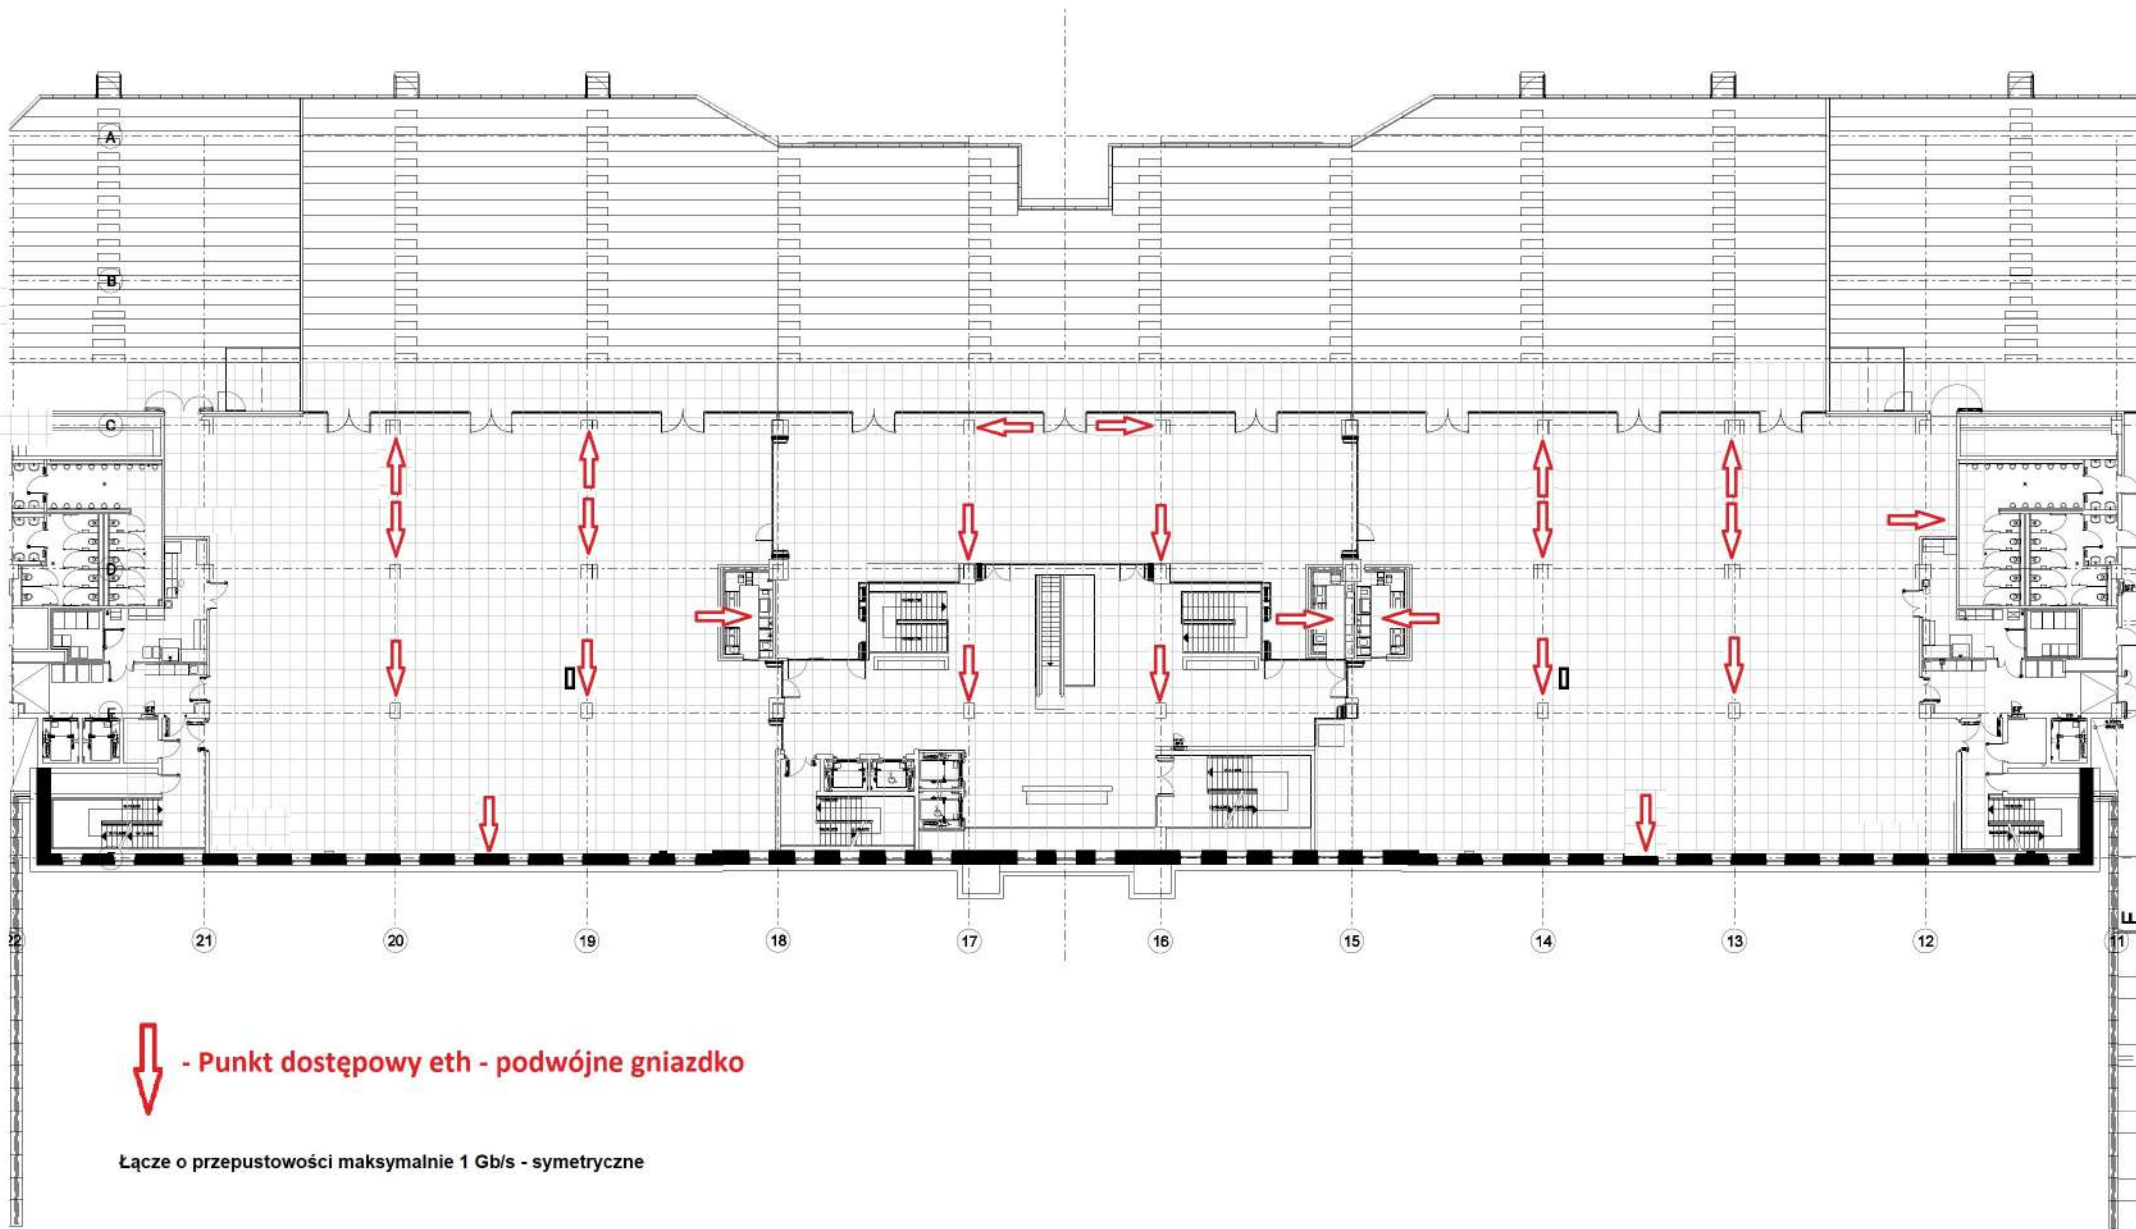 A
B
C
D
E
22
21
20
19
18
17
16
15
14
13
12
11
- Punkt dostępowy eth - podwójne gniazdko
Łącze o przepustowości maksymalnie 1 Gb/s - symetryczne